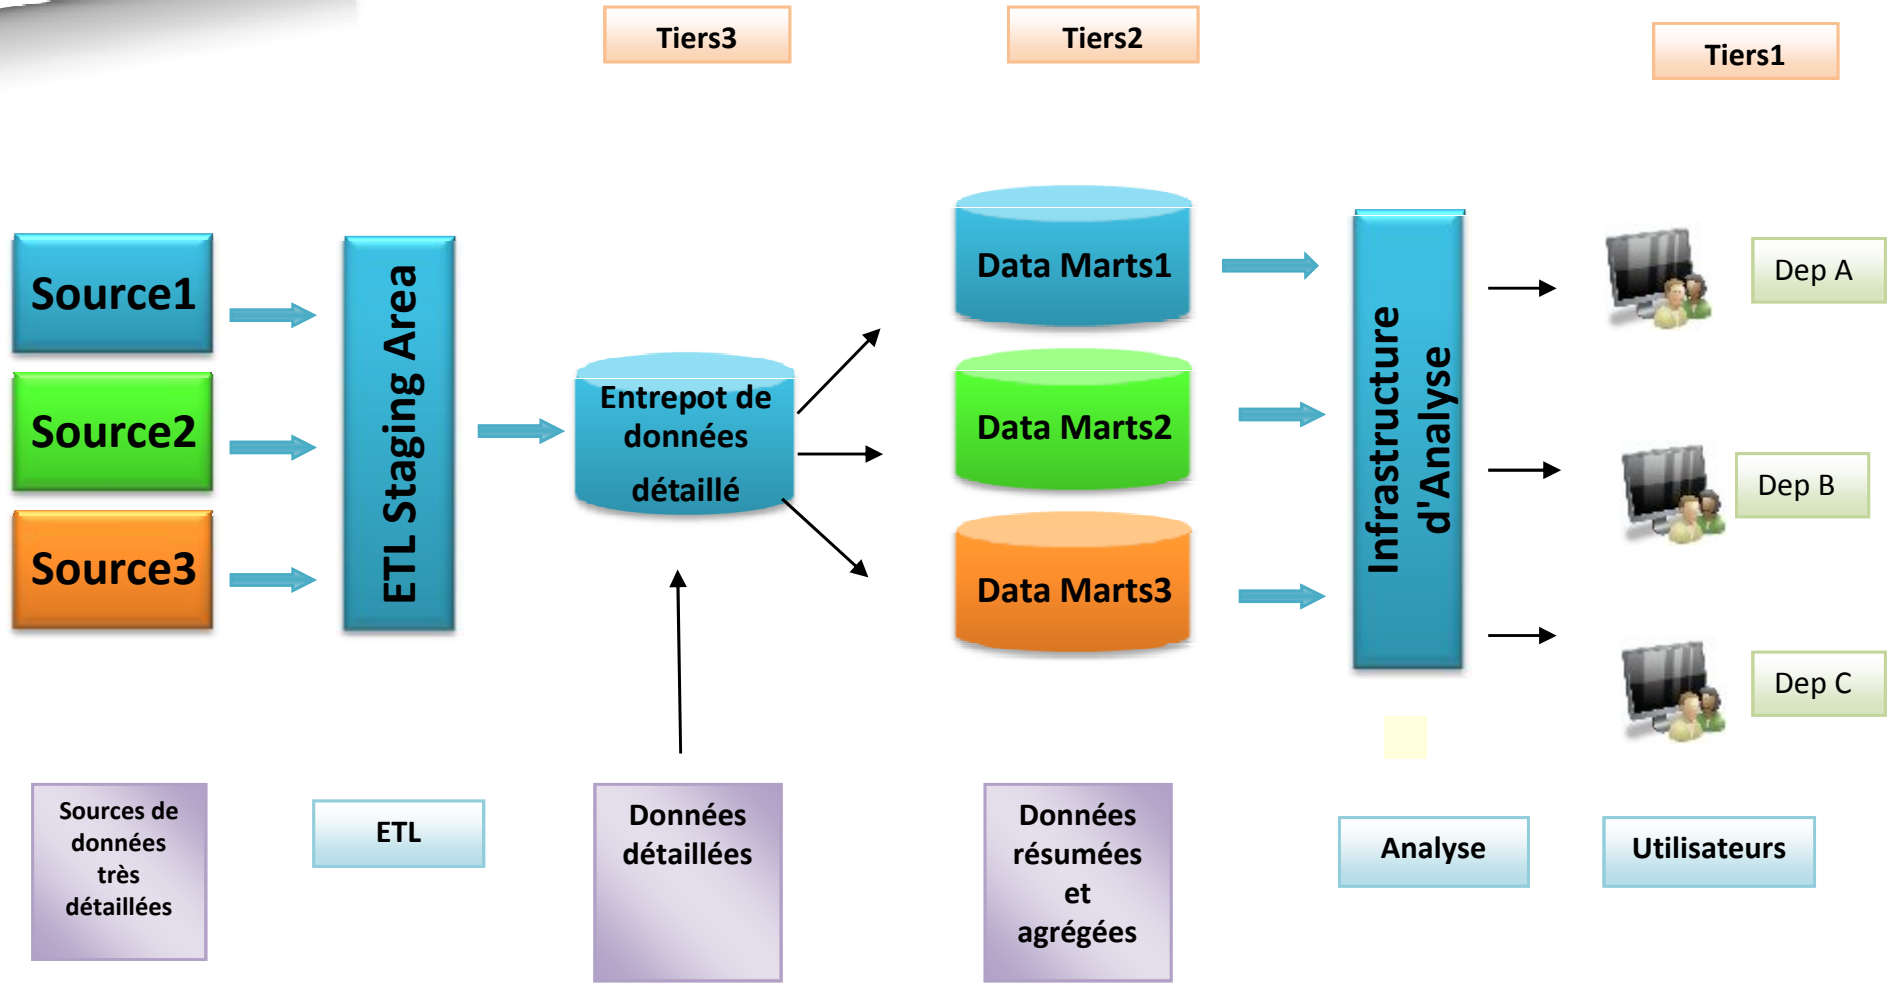 Tiers3
Tiers2
Tiers1
Source1
Source2
Source3
ETL Staging Area
Entrepot de
données
détaillé
Data Marts1
Data Marts2
Data Marts3
Infrastructure
d'Analyse
Dep A
Dep B
Dep C
Sources de
données
très
détaillées
ETL
Données
détaillées
Données
résumées
et
agrégées
Analyse
Utilisateurs